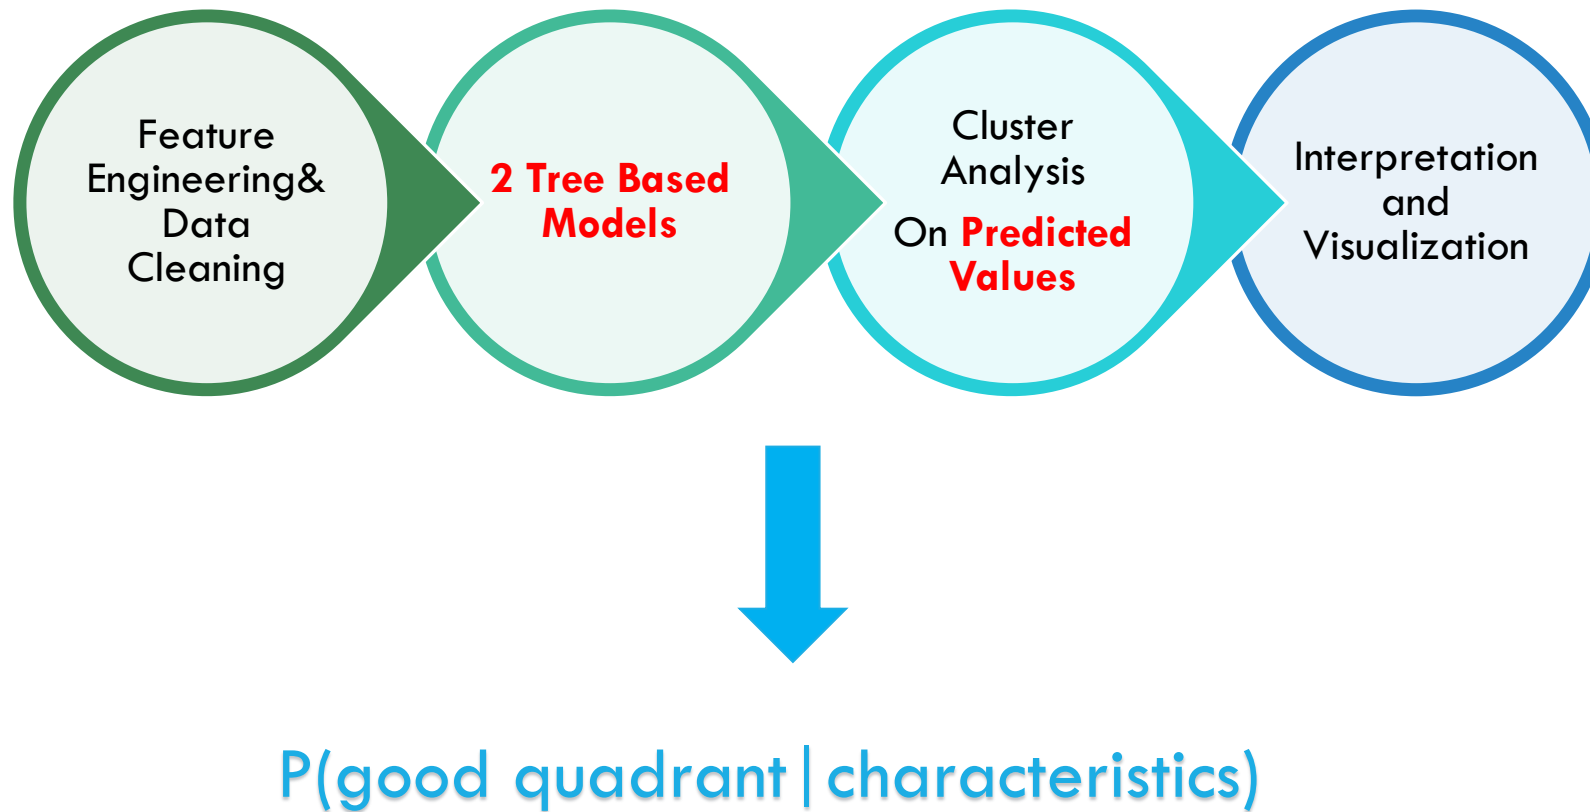 Feature
Engineering&
Data
Cleaning
2 Tree Based
Models
Cluster
Analysis
On Predicted
Values
Interpretation
and
Visualization
P(good quadrant|characteristics)